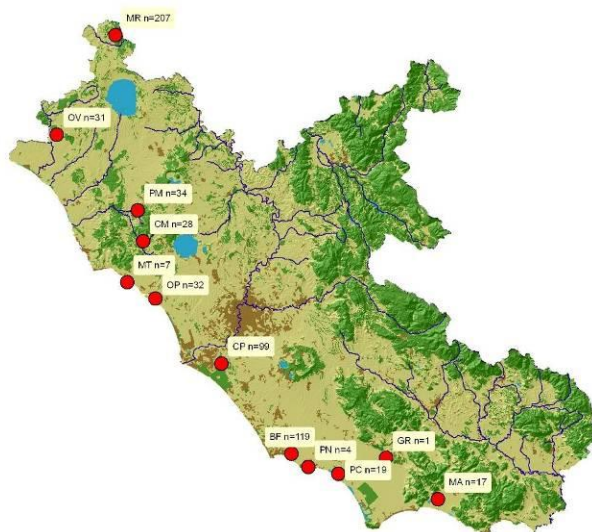 MR n=207
OV n=31
PM n=34
CM n=28
MT n=7
OP n=32
CP n=99
BF n=119
PN n=4
GR n=1
PC n=19
MA n=17